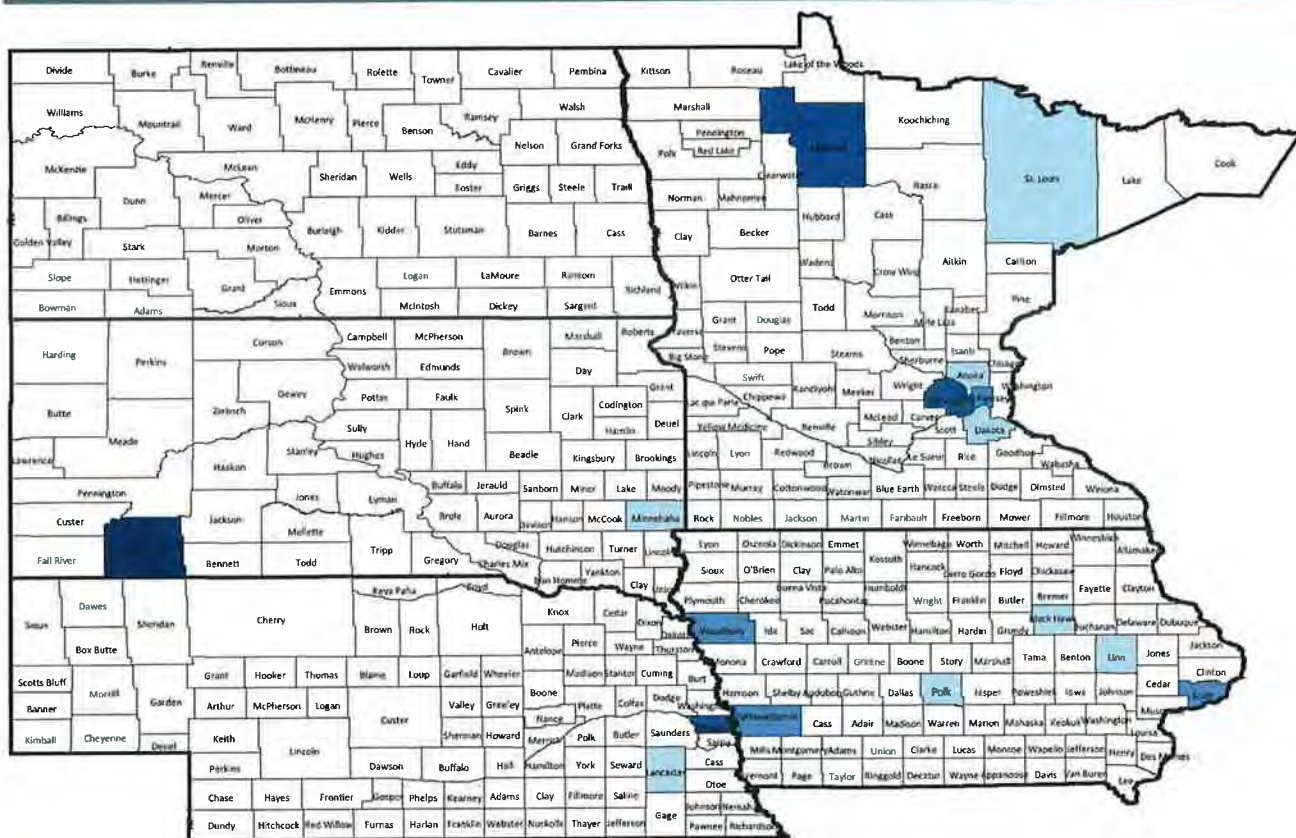 Divide Burke Renville Bottineau Rolette Towner Cavalier Pembina Kittson Roseau Lake of the Woods
Williams Mountrail Ward McHenry Pierce Benson Ramsey Walsh Marshall Koochiching
Pennington
Red Lake
Nelson Grand Forks Polk
McKenzie McLean Sheridan Wells Eddy St. Louis Lake Cook
Dunn Mercer Foster Griggs Steele Traill Clearwater Itasca
Norman Mahnomen
Billings Oliver Hubbard Cass
Golden Valley Stark Morton Burleigh Kidder Stutsman Barnes Cass Clay Becker
Wadena Crow Wing Aitkin Carlton
Slope Hettinger Grant Emmons Logan LaMoure Ransom Richland Wilkin Otter Tail
Bowman Adams Sioux McIntosh Dickey Sargent Todd Morrison Mille Lacs Kanabec Pine
Grant Douglas
Harding Perkins Corson Campbell McPherson Brown Marshall Roberts Traverse Benton
Walworth Edmunds Day Big Stone Stevens Pope Stearns Sherburne Isanti Chisago
Butte Ziebach Dewey Potter Faulk Spink Grant Swift Kandiyohi Meeker Wright Anoka Washington
Clark Codington Lac qui Parle Chippewa Ramsey
Meade Sully Hamlin Deuel McLeod Carver
Lawrence Haakon Stanley Hughes Hyde Hand Beadle Kingsbury Brookings Yellow Medicine Renville Scott Dakota
Sibley
Lincoln Lyon Redwood Brown Nicollet Le Sueur Rice Goodhue Wabasha
Pennington Jones Lyman Buffalo Jerauld Sanborn Miner Lake Moody Pipestone Murray Cottonwood Watonwan Blue Earth Waseca Steele Dodge Olmsted Winona
Custer Jackson Mellette Brule Aurora Davison Hanson McCook Minnehaha Rock Nobles Jackson Martin Faribault Freeborn Mower Fillmore Houston
Fall River Bennett Todd Tripp Gregory Douglas Hutchinson Turner Lincoln Lyon Osceola Dickinson Emmet Kossuth Winnebago Worth Mitchell Howard Winneshiek Allamakee
Charles Mix Bon Homme Yankton Clay Union Sioux O'Brien Clay Palo Alto Hancock Cerro Gordo Floyd Chickasaw Fayette Clayton
Dawes Keya Paha Boyd Plymouth Cherokee Buena Vista Pocahontas Humboldt Wright Franklin Butler Bremer
Sioux Sheridan Cherry Brown Rock Holt Knox Cedar Dixon Dakota Woodbury Ida Sac Calhoun Webster Hamilton Hardin Grundy Black Hawk Buchanan Delaware Dubuque
Box Butte Antelope Pierce Wayne Thurston
Scotts Bluff Morrill Garden Grant Hooker Thomas Blaine Loup Garfield Wheeler Madison Stanton Cuming Burt Monona Crawford Carroll Greene Boone Story Marshall Tama Benton Linn Jones Jackson
Banner Arthur McPherson Logan Custer Valley Greeley Boone Platte Colfax Dodge Washington Harrison Shelby Audubon Guthrie Dallas Polk Jasper Poweshiek Iowa Johnson Cedar Clinton
Scott
Kimball Cheyenne Deuel Keith Lincoln Sherman Howard Nance Merrick Polk Butler Saunders Sarpy Pottawattamie Cass Adair Madison Warren Marion Mahaska Keokuk Washington Louisa
Perkins Dawson Buffalo Hall Hamilton York Seward Lancaster Cass Mills Montgomery Adams Union Clarke Lucas Monroe Wapello Jefferson Henry Des Moines
Otoe Fremont Page Taylor Ringgold Decatur Wayne Appanoose Davis Van Buren Lee
Chase Hayes Frontier Gosper Phelps Kearney Adams Clay Fillmore Saline Johnson Nemaha
Dundy Hitchcock Red Willow Furnas Harlan Franklin Webster Nuckolls Thayer Jefferson Gage Pawnee Richardson